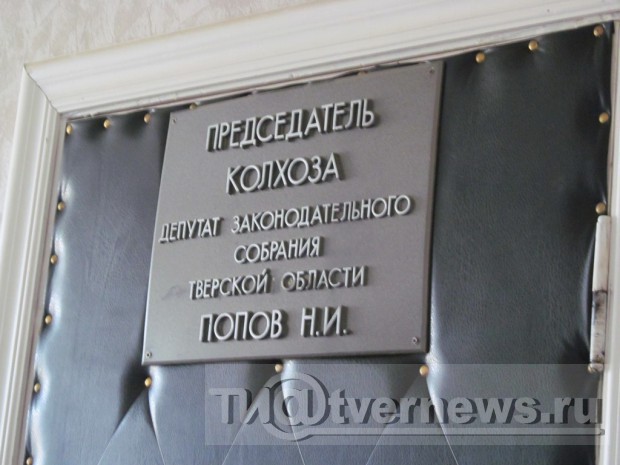 ПРЕДСЕДАТЕЛЬ
КОЛХОЗА
ДЕПУТАТ ЗАКОНОДАТЕЛЬНОГО
СОБРАНИЯ
ТВЕРСКОЙ ОБЛАСТИ
ПОПОВ Н.И.
ТИ@tvernews.ru